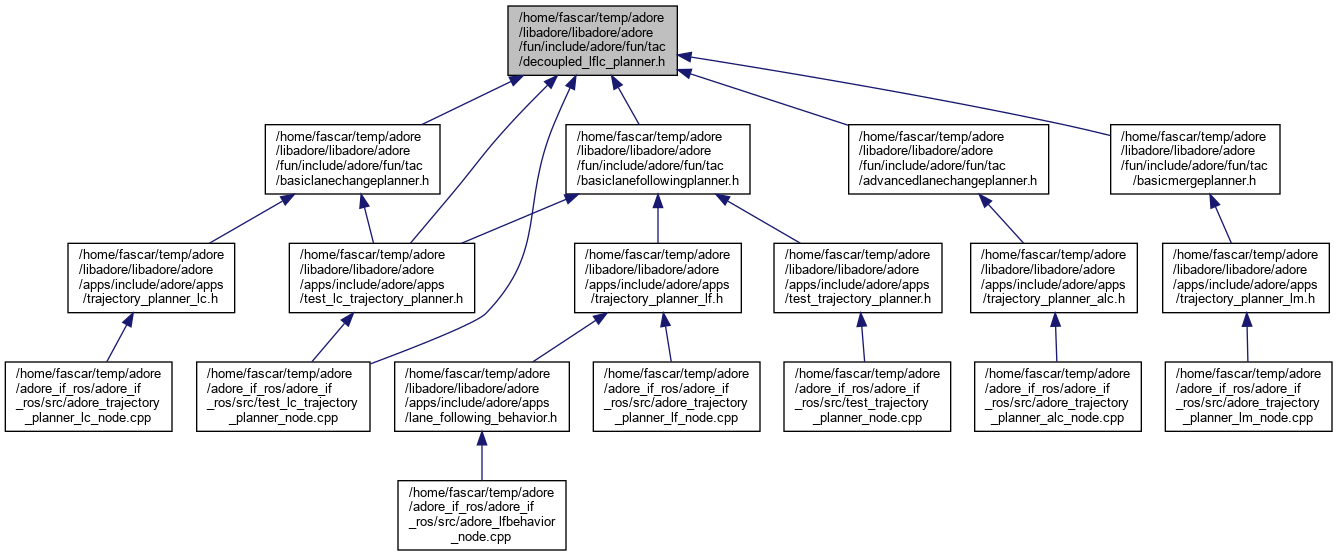 /home/fascar/temp/adore
/libadore/libadore/adore
/fun/include/adore/fun/tac
/decoupled_lflc_planner.h
/home/fascar/temp/adore
/libadore/libadore/adore
/fun/include/adore/fun/tac
/basiclanechangeplanner.h
/home/fascar/temp/adore
/libadore/libadore/adore
/fun/include/adore/fun/tac
/basiclanefollowingplanner.h
/home/fascar/temp/adore
/libadore/libadore/adore
/fun/include/adore/fun/tac
/advancedlanechangeplanner.h
/home/fascar/temp/adore
/libadore/libadore/adore
/fun/include/adore/fun/tac
/basicmergeplanner.h
/home/fascar/temp/adore
/libadore/libadore/adore
/apps/include/adore/apps
/trajectory_planner_lc.h
/home/fascar/temp/adore
/libadore/libadore/adore
/apps/include/adore/apps
/test_lc_trajectory_planner.h
/home/fascar/temp/adore
/libadore/libadore/adore
/apps/include/adore/apps
/trajectory_planner_lf.h
/home/fascar/temp/adore
/libadore/libadore/adore
/apps/include/adore/apps
/test_trajectory_planner.h
/home/fascar/temp/adore
/libadore/libadore/adore
/apps/include/adore/apps
/trajectory_planner_alc.h
/home/fascar/temp/adore
/libadore/libadore/adore
/apps/include/adore/apps
/trajectory_planner_lm.h
/home/fascar/temp/adore
/adore_if_ros/adore_if
_ros/src/adore_trajectory
_planner_lc_node.cpp
/home/fascar/temp/adore
/adore_if_ros/adore_if
_ros/src/test_lc_trajectory
_planner_node.cpp
/home/fascar/temp/adore
/libadore/libadore/adore
/apps/include/adore/apps
/lane_following_behavior.h
/home/fascar/temp/adore
/adore_if_ros/adore_if
_ros/src/adore_trajectory
_planner_lf_node.cpp
/home/fascar/temp/adore
/adore_if_ros/adore_if
_ros/src/test_trajectory
_planner_node.cpp
/home/fascar/temp/adore
/adore_if_ros/adore_if
_ros/src/adore_trajectory
_planner_alc_node.cpp
/home/fascar/temp/adore
/adore_if_ros/adore_if
_ros/src/adore_trajectory
_planner_lm_node.cpp
/home/fascar/temp/adore
/adore_if_ros/adore_if
_ros/src/adore_lfbehavior
_node.cpp